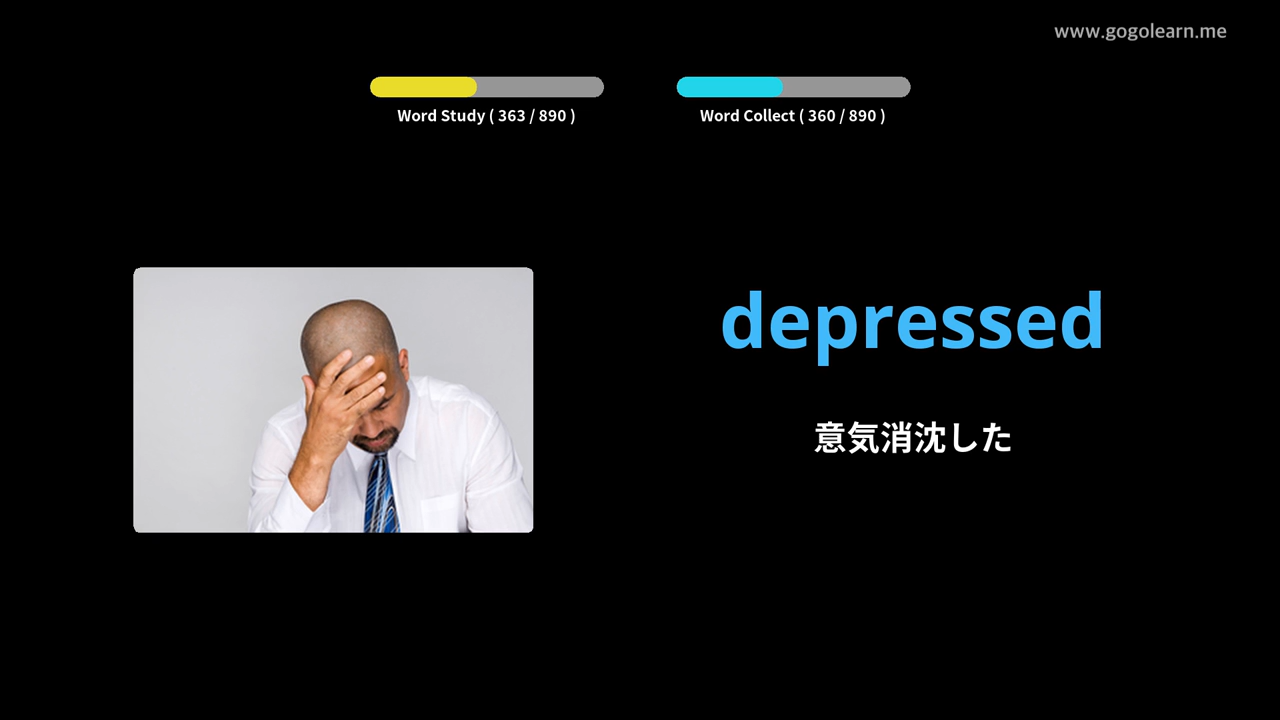 www.gogolearn.me
Word Study ( 363 / 890 )
Word Collect ( 360 / 890 )
depressed
意気消沈した